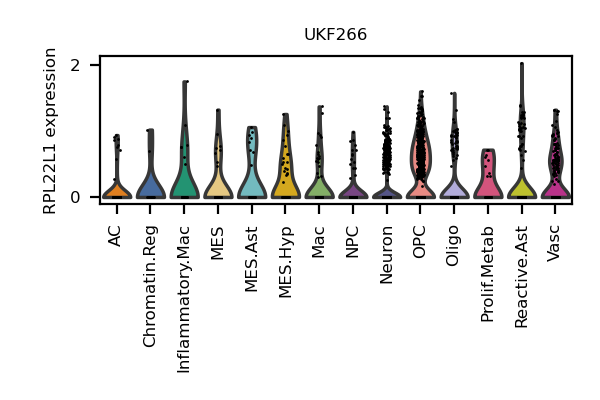 UKF266
RPL22L1 expression
2
0
AC
Chromatin.Reg
Inflammatory.Mac
MES
MES.Ast
MES.Hyp
Mac
NPC
Neuron
OPC
Oligo
Prolif.Metab
Reactive.Ast
Vasc